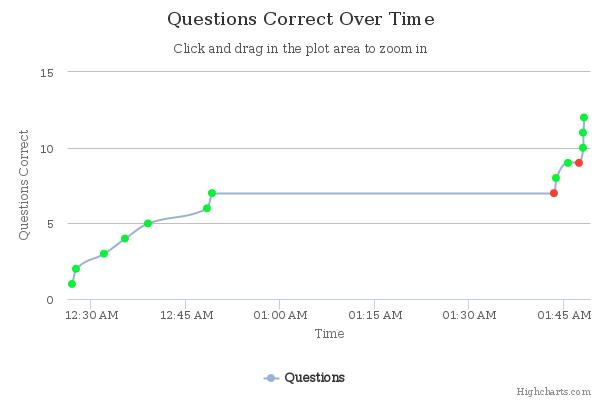 Questions Correct Over Time
Click and drag in the plot area to zoom in
Questions Correct
15
10
5
0
12:30 AM 12:45 AM 01:00 AM 01:15 AM 01:30 AM 01:45 AM
Time
Questions
Highcharts.com